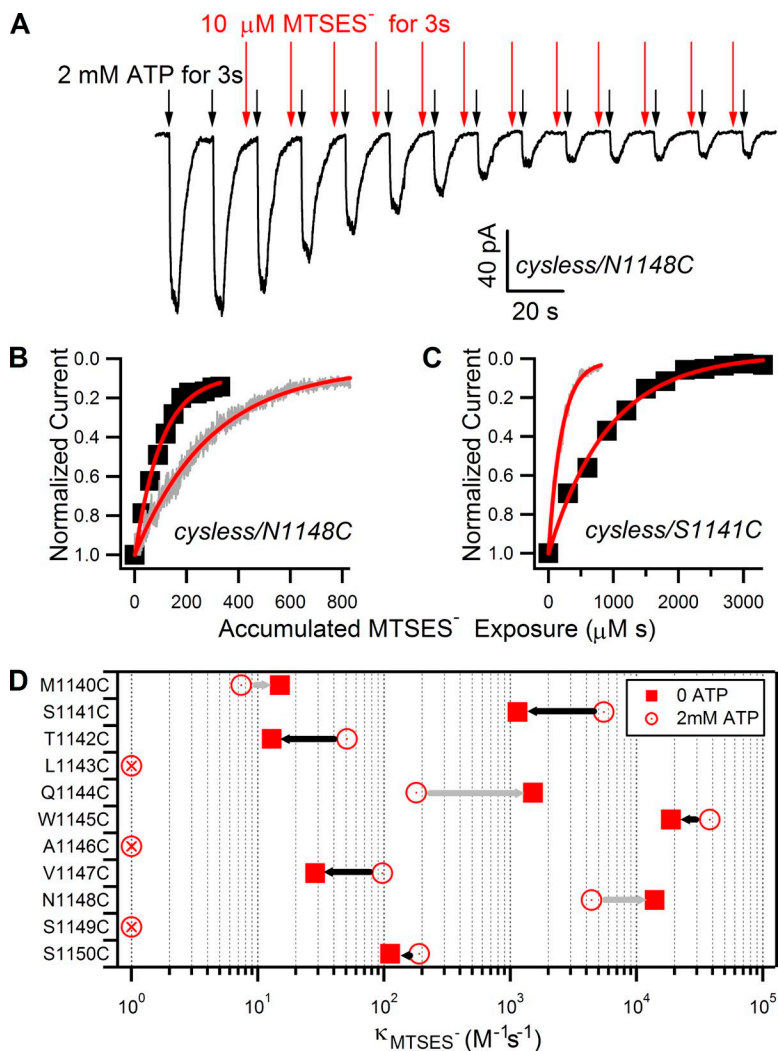 A
10 μM MTSES⁻ for 3s
2 mM ATP for 3s
40 pA
cysless/N1148C
20 s
B
C
Normalized Current
0.0
0.2
0.4
0.6
0.8
1.0
cysless/N1148C
0 200 400 600 800
Normalized Current
0.0
0.2
0.4
0.6
0.8
1.0
cysless/S1141C
0 1000 2000 3000
Accumulated MTSES⁻ Exposure (μM s)
D
M1140C
S1141C
T1142C
L1143C
Q1144C
W1145C
A1146C
V1147C
N1148C
S1149C
S1150C
0 ATP
2mM ATP
10⁰ 10¹ 10² 10³ 10⁴ 10⁵
κMTSES⁻ (M⁻¹s⁻¹)